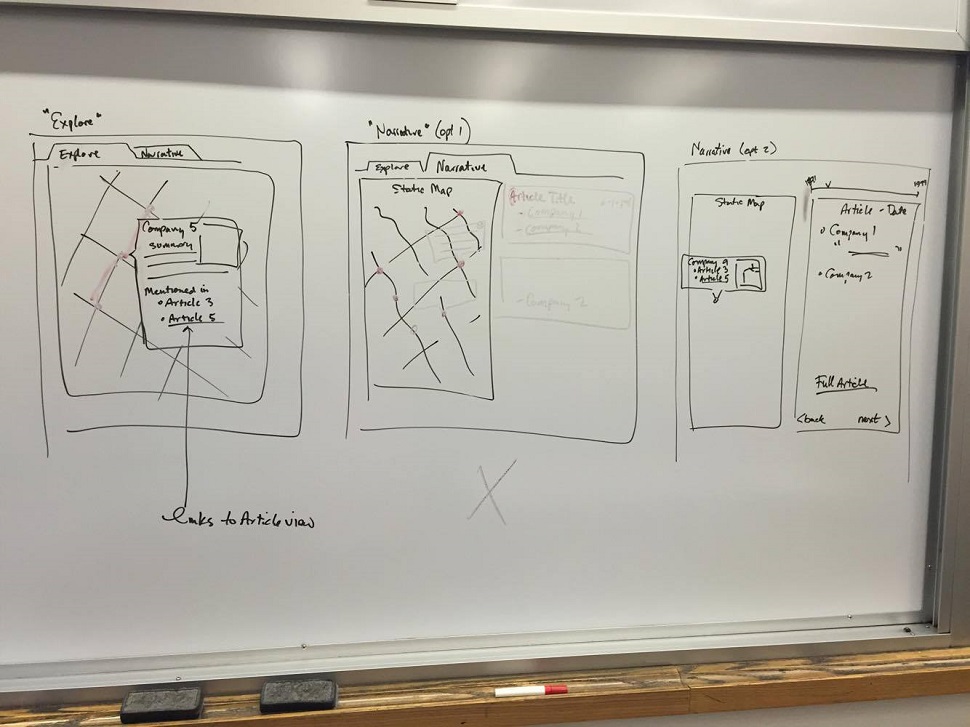 "Explore"
Explore
Narrative
Company 5
summary
Mentioned in
• Article 3
• Article 5
links to Article view
"Narrative" (opt 1)
Explore
Narrative
Static Map
Article Title
• Company 1
• Company 2
• Company 2
X
Narrative (opt 2)
Static Map
Company 9
• Article 3
• Article 5
Article - Date
• Company 1
" "
• Company 2
Full Article
<back next >